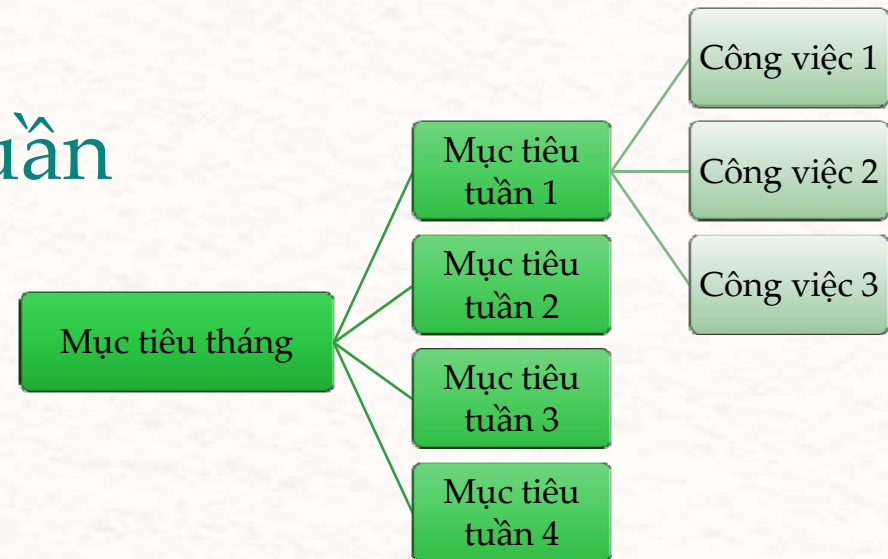 uần
Mục tiêu tháng
Mục tiêu
tuần 1
Mục tiêu
tuần 2
Mục tiêu
tuần 3
Mục tiêu
tuần 4
Công việc 1
Công việc 2
Công việc 3